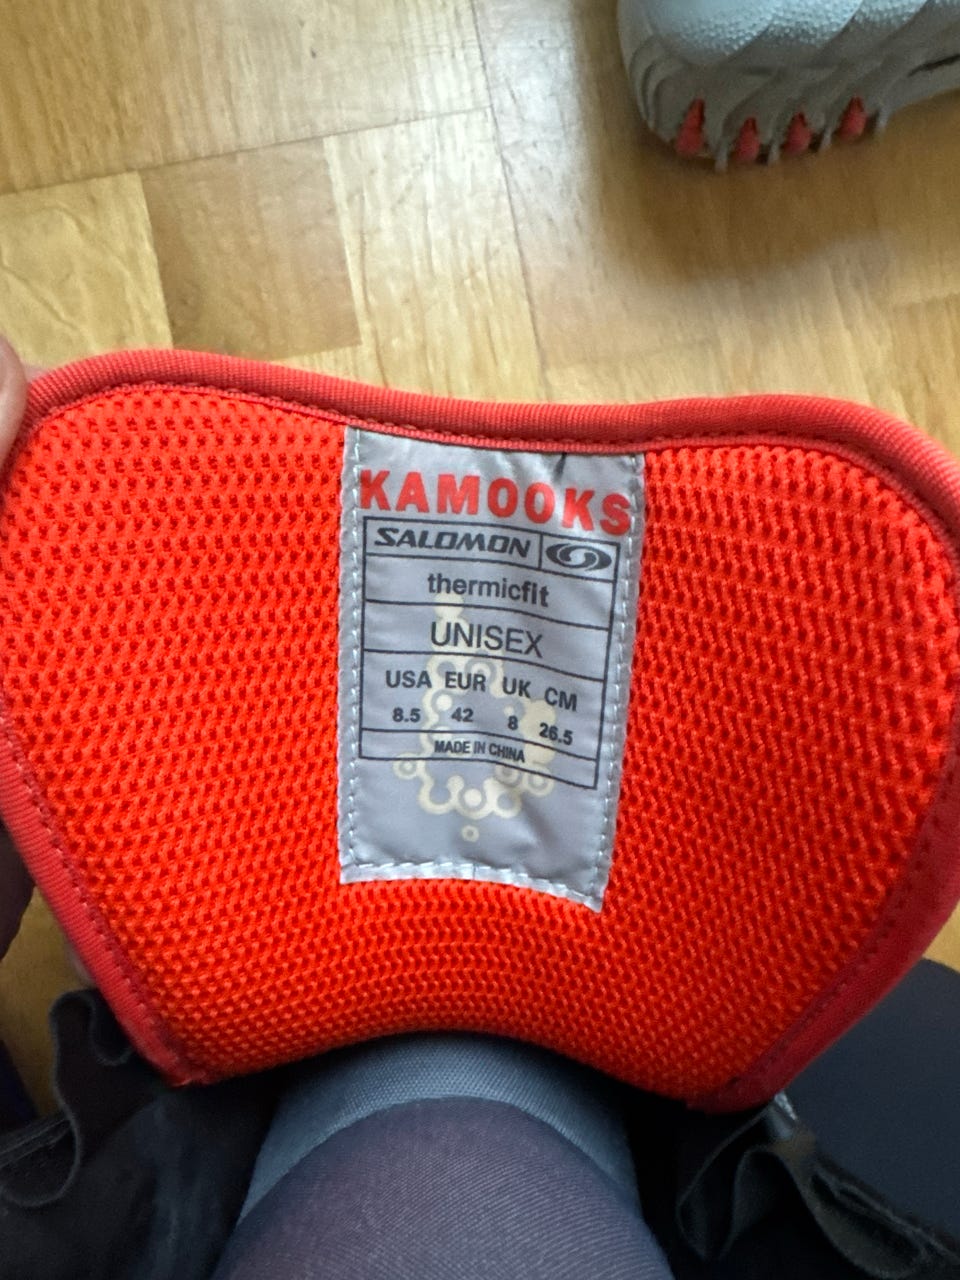 KAMOOKS
SALOMON
thermicfit
UNISEX
USA EUR UK CM
8.5 42 8 26.5
MADE IN CHINA